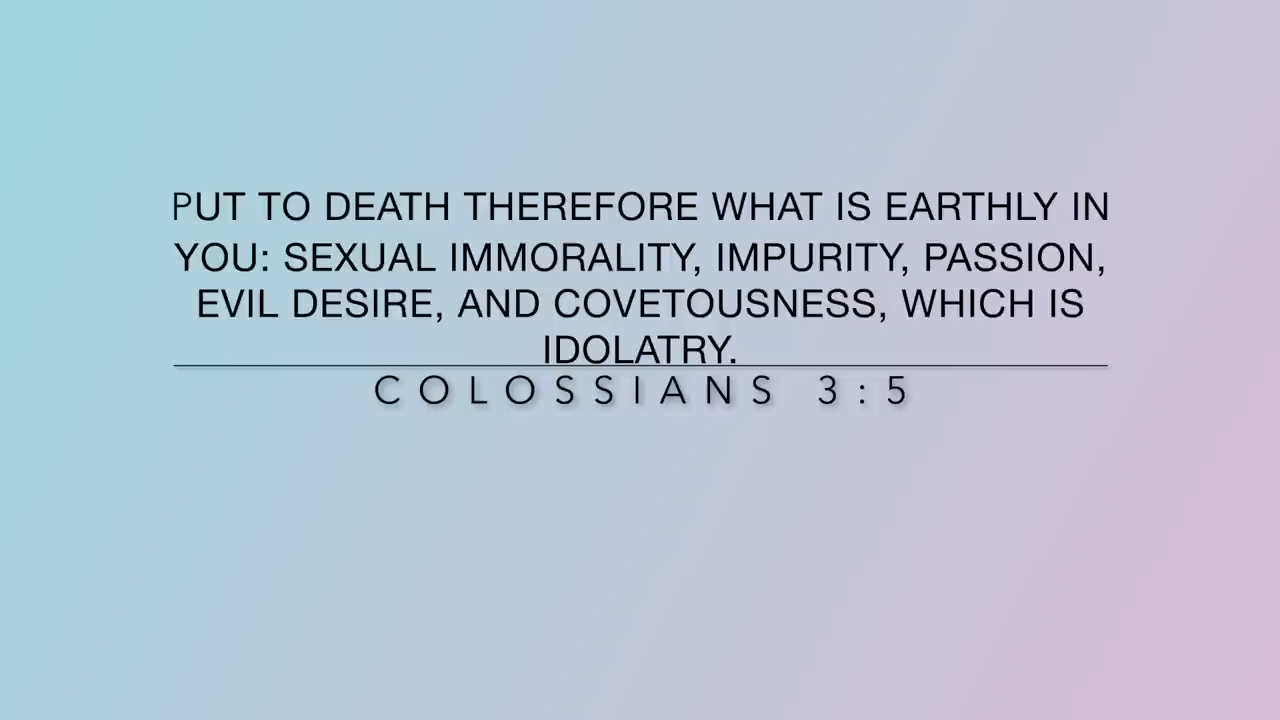 PUT TO DEATH THEREFORE WHAT IS EARTHLY IN
YOU: SEXUAL IMMORALITY, IMPURITY, PASSION,
EVIL DESIRE, AND COVETOUSNESS, WHICH IS
IDOLATRY.
COLOSSIANS 3:5